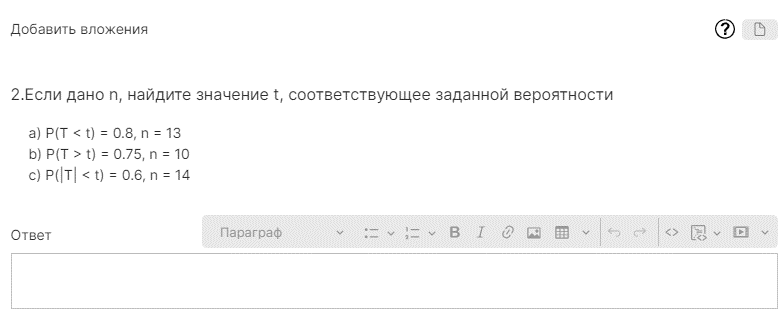 Добавить вложения
2.Если дано n, найдите значение t, соответствующее заданной вероятности
a) P(T < t) = 0.8, n = 13
b) P(T > t) = 0.75, n = 10
c) P(|T| < t) = 0.6, n = 14
Ответ
Параграф